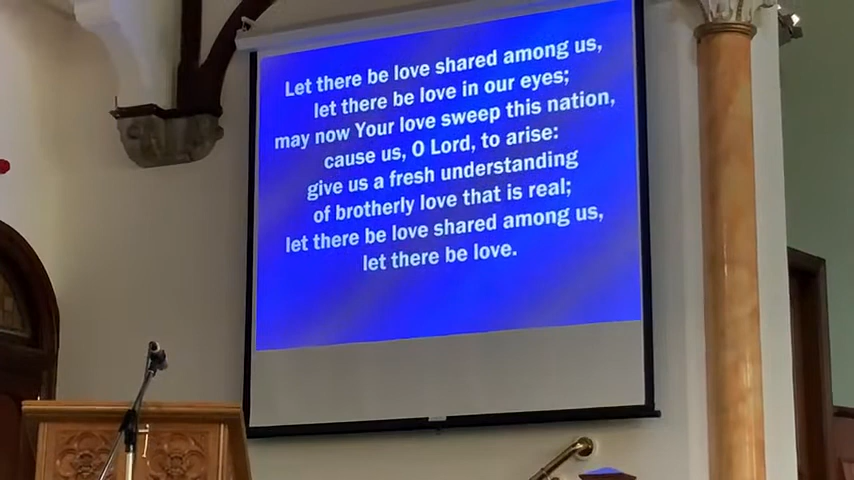 Let there be love shared among us,
let there be love in our eyes;
may now Your love sweep this nation,
cause us, O Lord, to arise:
give us a fresh understanding
of brotherly love that is real;
let there be love shared among us,
let there be love.